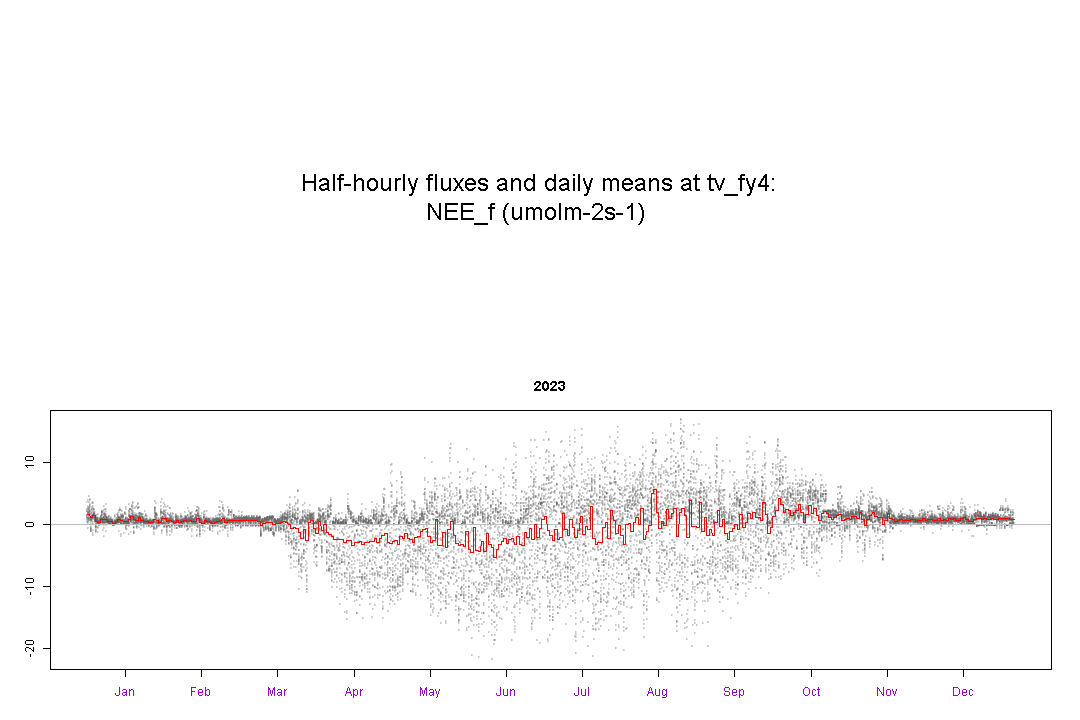 Half-hourly fluxes and daily means at tv_fy4:
NEE_f (umolm-2s-1)
2023
10
0
-10
-20
Jan Feb Mar Apr May Jun Jul Aug Sep Oct Nov Dec